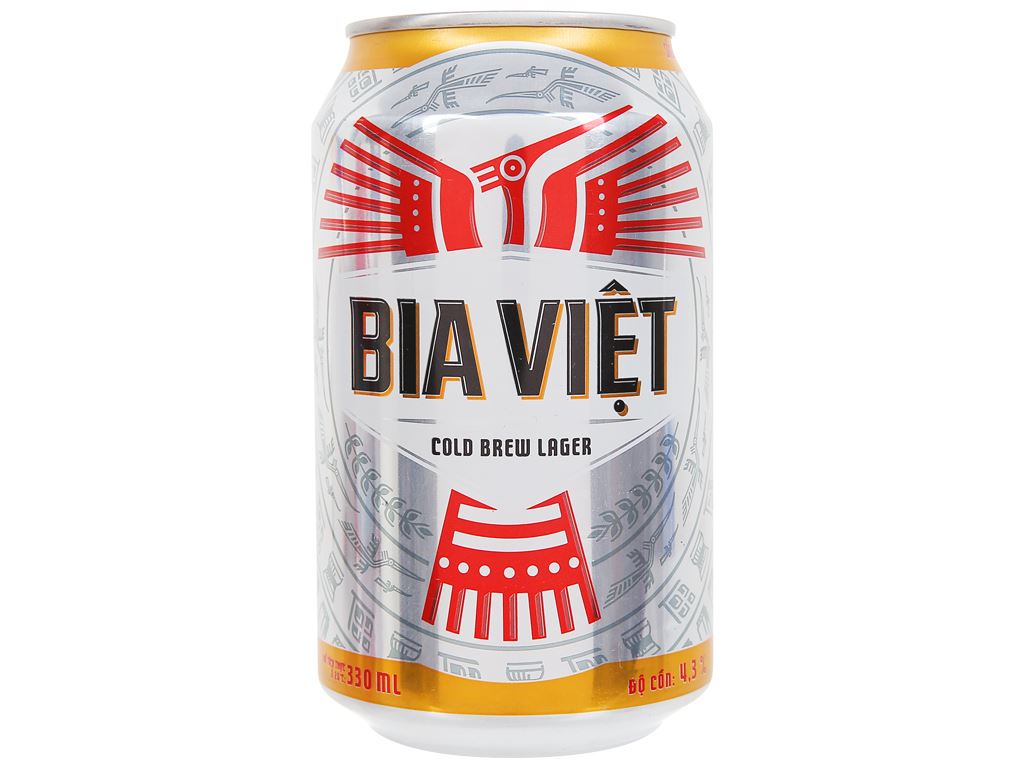 BIA VIỆT
COLD BREW LAGER
330 ML
Độ cồn: 4,3 %